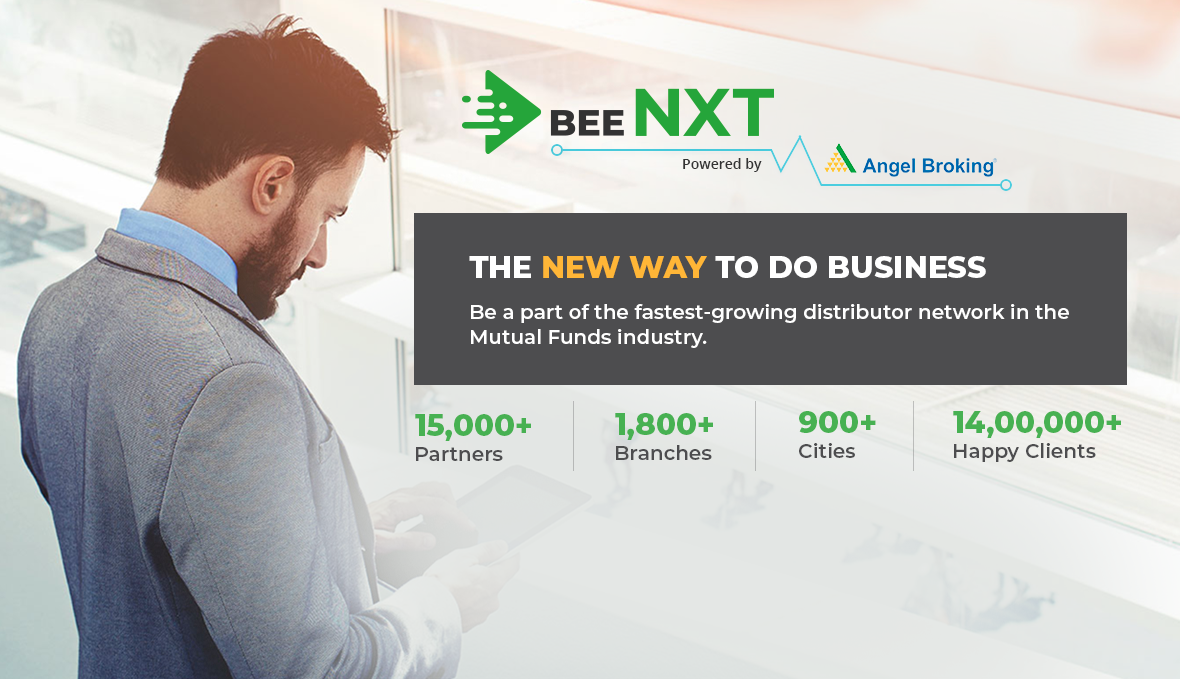 BEE NXT
Powered by
Angel Broking
THE NEW WAY TO DO BUSINESS
Be a part of the fastest-growing distributor network in the
Mutual Funds industry.
15,000+
Partners
1,800+
Branches
900+
Cities
14,00,000+
Happy Clients